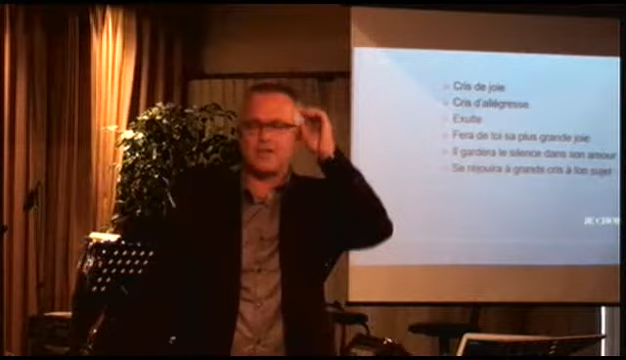 Cris de joie
Cris d'allégresse
Exulte
Fera de toi sa plus grande joie
Il gardera le silence dans son amour
Se réjouira à grands cris à ton sujet